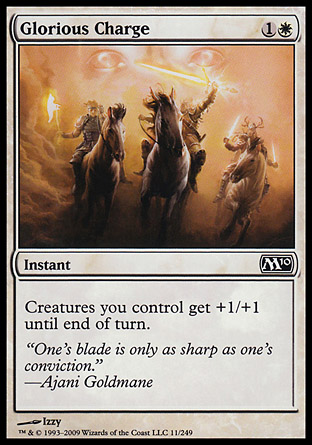 Glorious Charge 1
Instant M10
Creatures you control get +1/+1
until end of turn.
“One’s blade is only as sharp as one’s
conviction.”
—Ajani Goldmane
Izzy
™ & © 1993–2009 Wizards of the Coast LLC 11/249